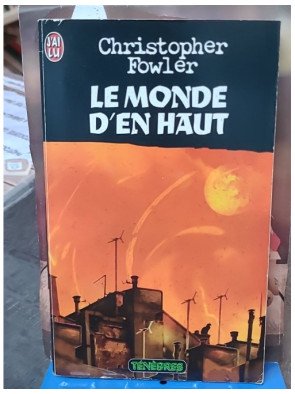 J'AI
LU
Christopher
Fowler
LE MONDE
D'EN HAUT
TÉNÈBRES